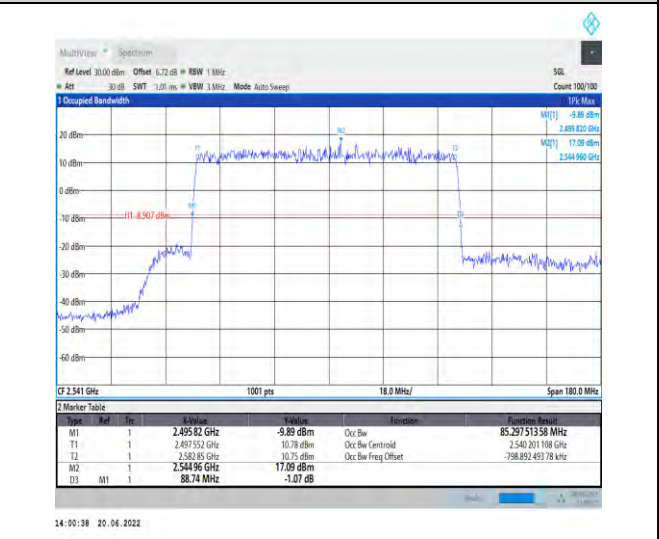 MultiView Spectrum
Ref Level 30.00 dBm Offset 6.72 dB RBW 1 MHz SGL
Att 30 dB SWT 1.01 ms VBW 3 MHz Mode Auto Sweep Count 100/100
1 Occupied Bandwidth 1Pk Max
M1[1] -9.89 dBm
2.495 820 GHz
M2[1] 17.09 dBm
2.544 960 GHz
20 dBm
M2
T1 T2
10 dBm
0 dBm
M1
-10 dBm H1 -8.907 dBm D3
-20 dBm
-30 dBm
-40 dBm
-50 dBm
-60 dBm
CF 2.541 GHz 1001 pts 18.0 MHz/ Span 180.0 MHz
2 Marker Table
Type Ref Trc X-Value Y-Value Function Function Result
M1 1 2.495 82 GHz -9.89 dBm Occ Bw 85.297 513 58 MHz
T1 1 2.497 552 GHz 10.78 dBm Occ Bw Centroid 2.540 201 108 GHz
T2 1 2.582 85 GHz 10.75 dBm Occ Bw Freq Offset -798.892 493 78 kHz
M2 1 2.544 96 GHz 17.09 dBm
D3 M1 1 88.74 MHz -1.07 dB
14:00:38 20.06.2022